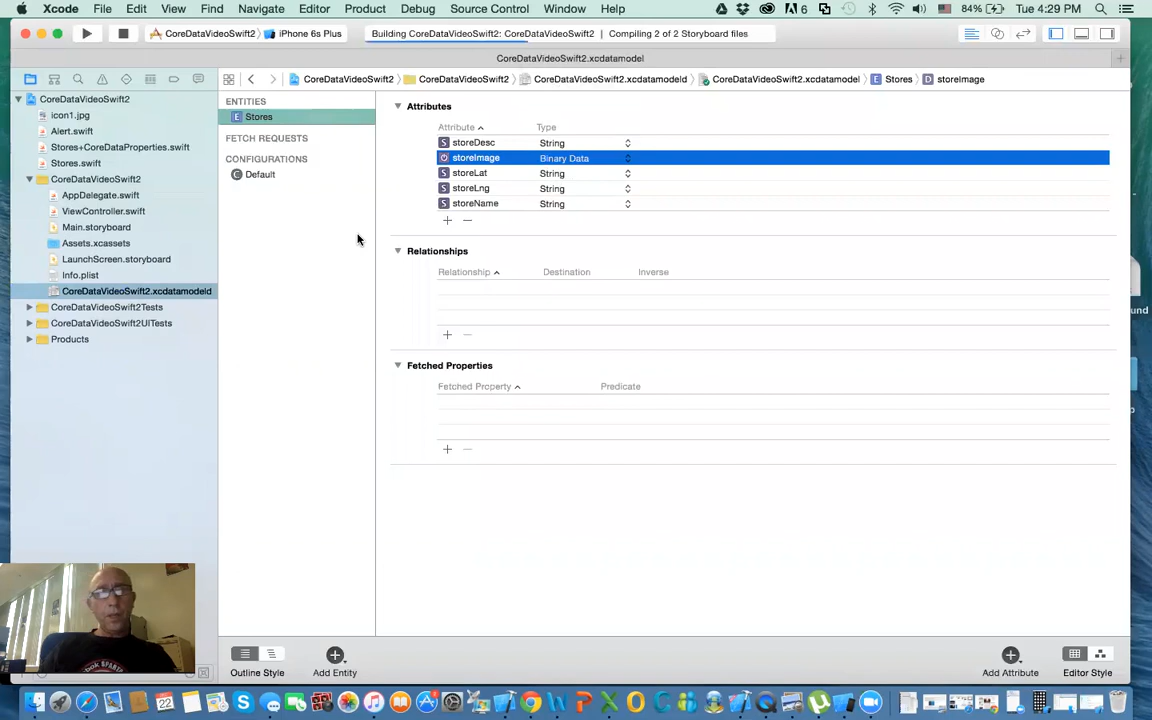 Xcode File Edit View Find Navigate Editor Product Debug Source Control Window Help 6 84% Tue 4:29 PM
CoreDataVideoSwift2 iPhone 6s Plus Building CoreDataVideoSwift2: CoreDataVideoSwift2 | Compiling 2 of 2 Storyboard files
CoreDataVideoSwift2.xcdatamodel
CoreDataVideoSwift2 CoreDataVideoSwift2 CoreDataVideoSwift2.xcdatamodeld CoreDataVideoSwift2.xcdatamodel E Stores D storeImage
CoreDataVideoSwift2
icon1.jpg
Alert.swift
Stores+CoreDataProperties.swift
Stores.swift
CoreDataVideoSwift2
AppDelegate.swift
ViewController.swift
Main.storyboard
Assets.xcassets
LaunchScreen.storyboard
Info.plist
CoreDataVideoSwift2.xcdatamodeld
CoreDataVideoSwift2Tests
CoreDataVideoSwift2UITests
Products
ENTITIES
E Stores
FETCH REQUESTS
CONFIGURATIONS
C Default
Attributes
Attribute Type
S storeDesc String
storeImage Binary Data
S storeLat String
S storeLng String
S storeName String
Relationships
Relationship Destination Inverse
Fetched Properties
Fetched Property Predicate
Outline Style Add Entity Add Attribute Editor Style
22